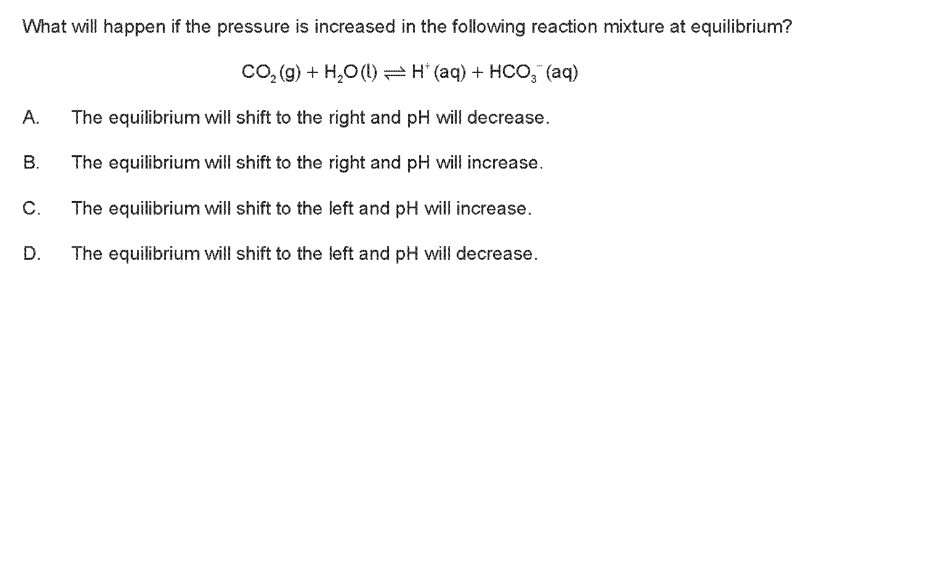 What will happen if the pressure is increased in the following reaction mixture at equilibrium?
CO₂ (g) + H₂O (l) ⇌ H⁺ (aq) + HCO₃⁻ (aq)
A. The equilibrium will shift to the right and pH will decrease.
B. The equilibrium will shift to the right and pH will increase.
C. The equilibrium will shift to the left and pH will increase.
D. The equilibrium will shift to the left and pH will decrease.